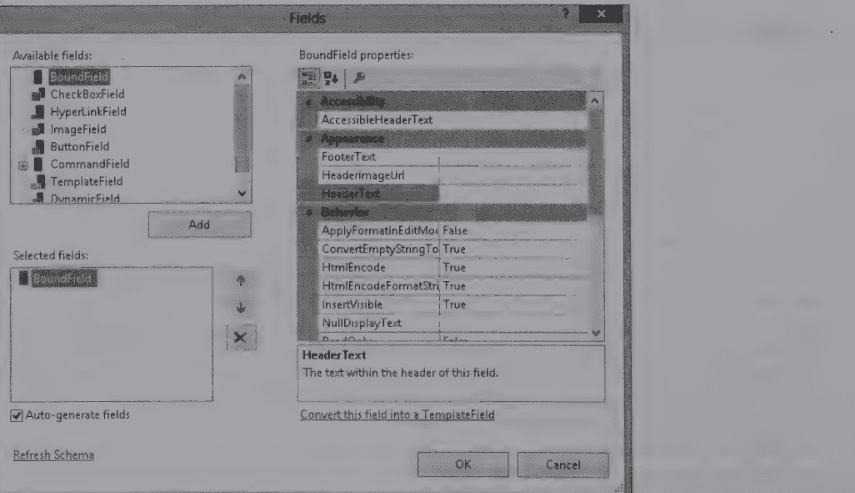 Fields
?
x
Available fields:
BoundField
CheckBoxField
HyperLinkField
ImageField
ButtonField
CommandField
TemplateField
DynamicField
Add
Selected fields:
BoundField
Auto-generate fields
Refresh Schema
BoundField properties:
Accessibility
AccessibleHeaderText
Appearance
FooterText
HeaderImageUrl
HeaderText
Behavior
ApplyFormatInEditMo False
ConvertEmptyStringTo True
HtmlEncode True
HtmlEncodeFormatStri True
InsertVisible True
NullDisplayText
ReadOnly False
HeaderText
The text within the header of this field.
Convert this field into a TemplateField
OK
Cancel